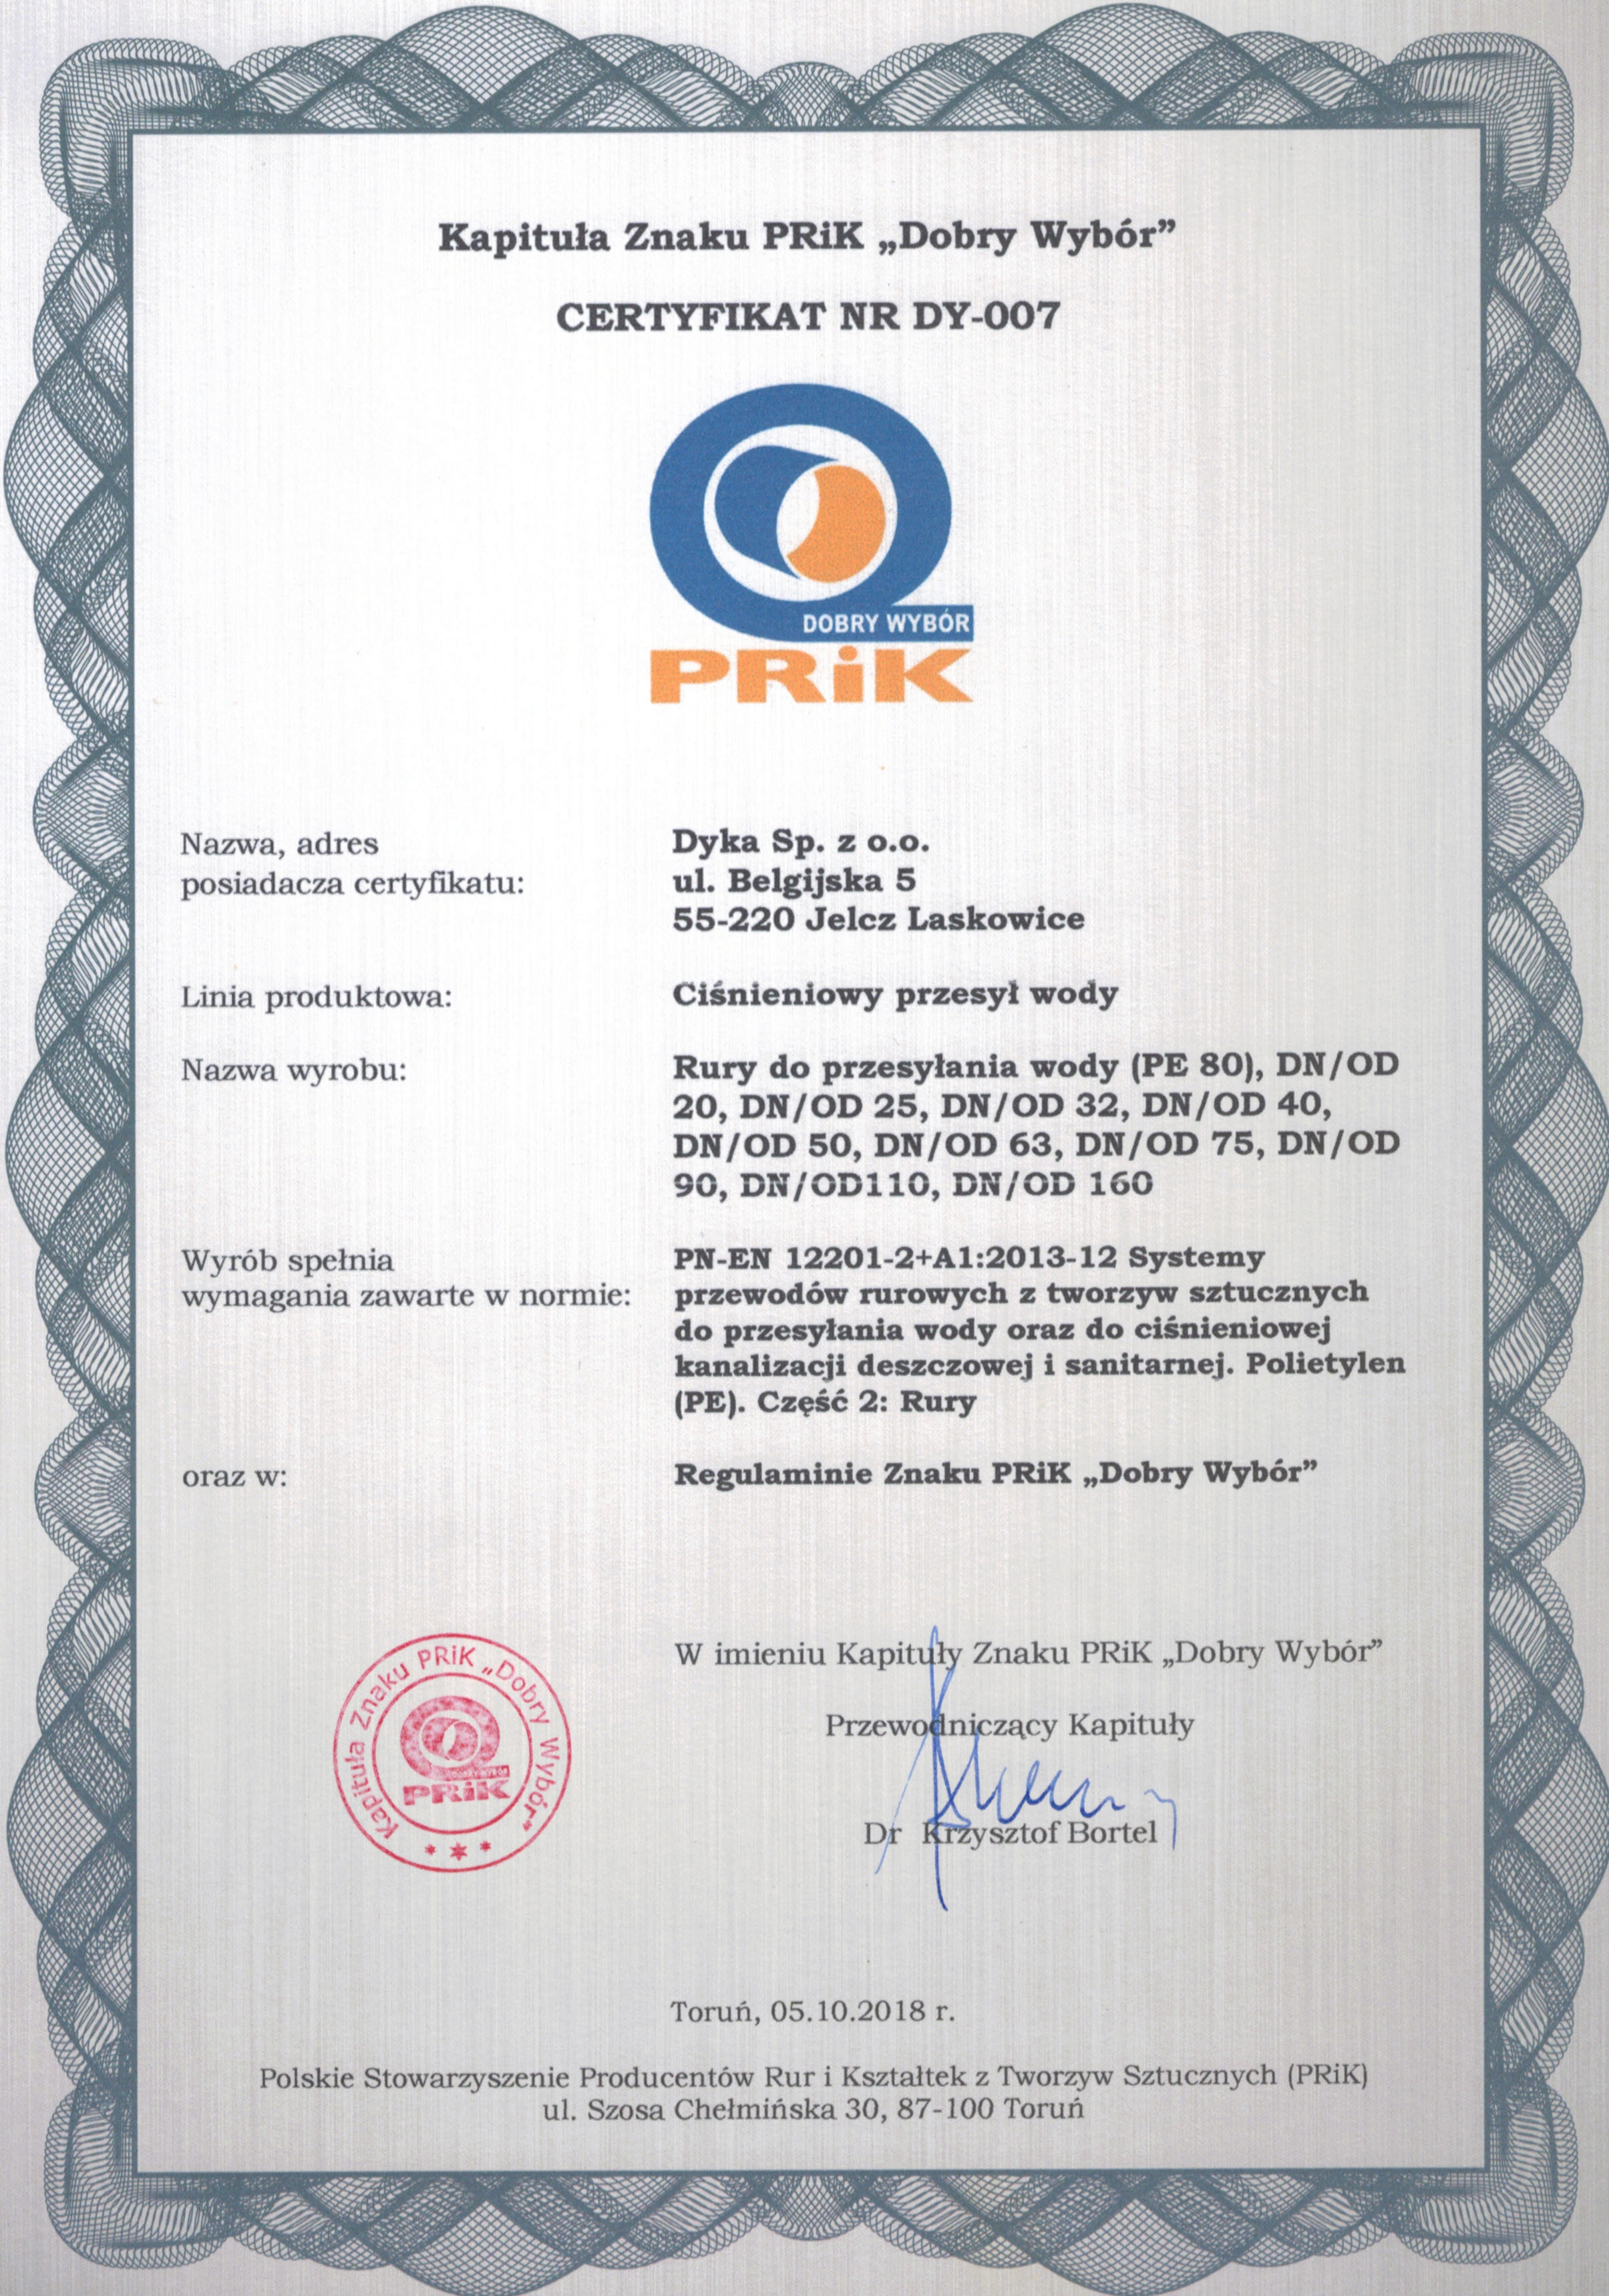 Kapituła Znaku PRiK „Dobry Wybór”
CERTYFIKAT NR DY-007
DOBRY WYBÓR
PRiK
Nazwa, adres
posiadacza certyfikatu:
Dyka Sp. z o.o.
ul. Belgijska 5
55-220 Jelcz Laskowice
Linia produktowa:
Ciśnieniowy przesył wody
Nazwa wyrobu:
Rury do przesyłania wody (PE 80), DN/OD
20, DN/OD 25, DN/OD 32, DN/OD 40,
DN/OD 50, DN/OD 63, DN/OD 75, DN/OD
90, DN/OD110, DN/OD 160
Wyrób spełnia
wymagania zawarte w normie:
PN-EN 12201-2+A1:2013-12 Systemy
przewodów rurowych z tworzyw sztucznych
do przesyłania wody oraz do ciśnieniowej
kanalizacji deszczowej i sanitarnej. Polietylen
(PE). Część 2: Rury
oraz w:
Regulaminie Znaku PRiK „Dobry Wybór”
Kapituła Znaku PRiK „Dobry Wybór”
DOBRY WYBÓR
PRiK
W imieniu Kapituły Znaku PRiK „Dobry Wybór”
Przewodniczący Kapituły
Dr Krzysztof Bortel
Toruń, 05.10.2018 r.
Polskie Stowarzyszenie Producentów Rur i Kształtek z Tworzyw Sztucznych (PRiK)
ul. Szosa Chełmińska 30, 87-100 Toruń